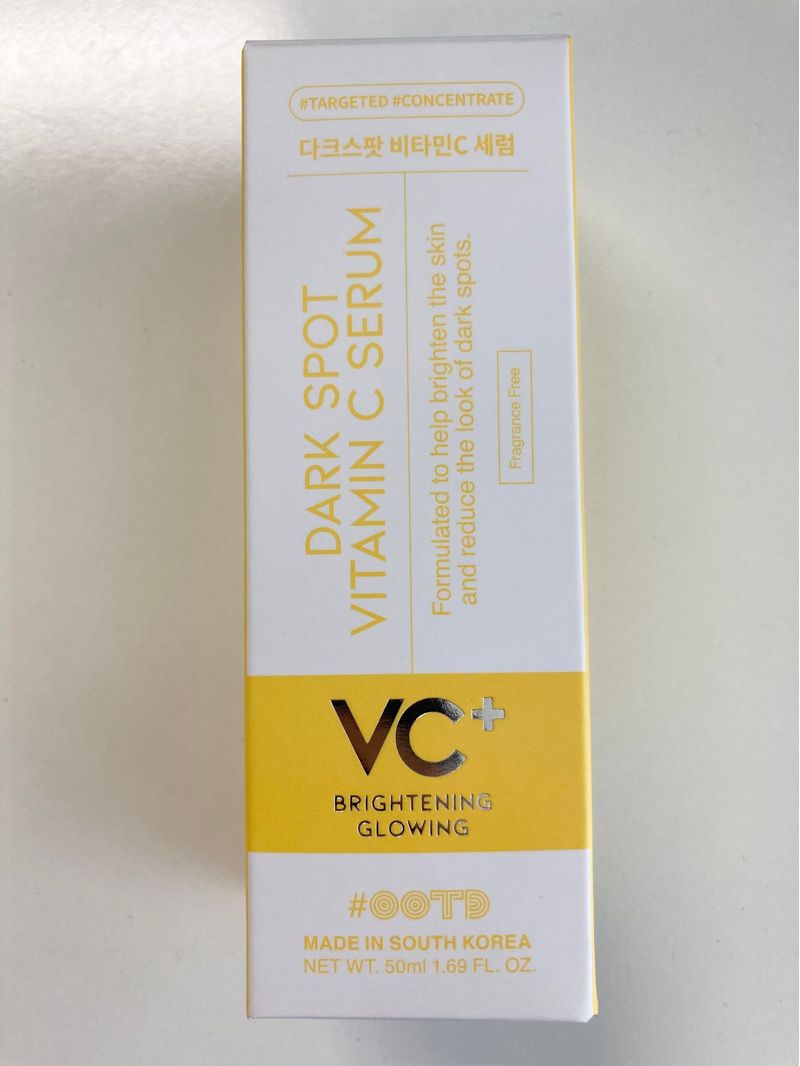 #TARGETED #CONCENTRATE
다크스팟 비타민C 세럼
DARK SPOT
VITAMIN C SERUM
Formulated to help brighten the skin
and reduce the look of dark spots.
Fragrance Free
VC+
BRIGHTENING
GLOWING
#OOTD
MADE IN SOUTH KOREA
NET WT. 50ml 1.69 FL. OZ.